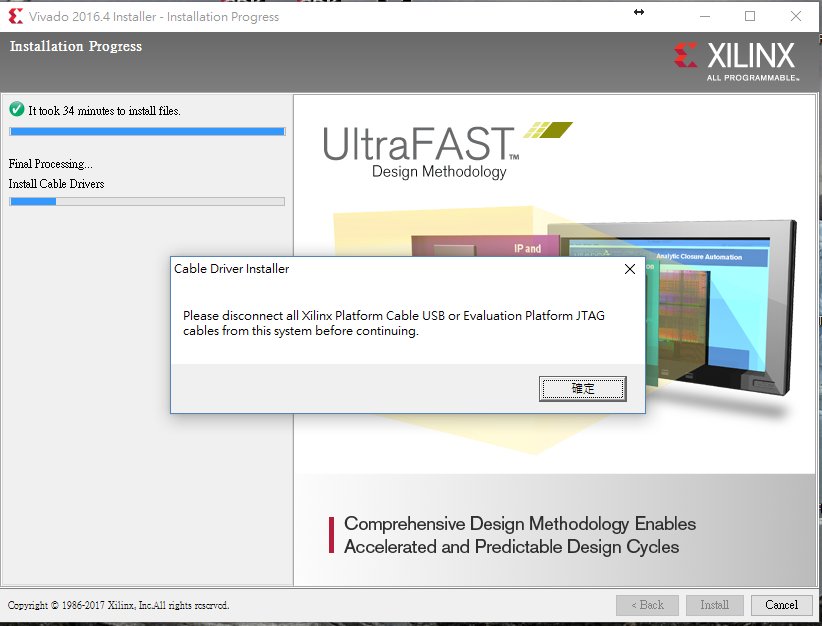 Vivado 2016.4 Installer - Installation Progress
Installation Progress
XILINX
ALL PROGRAMMABLE™
It took 34 minutes to install files.
Final Processing...
Install Cable Drivers
UltraFAST™
Design Methodology
IP and
Analytic Closure Automation
Cable Driver Installer
Please disconnect all Xilinx Platform Cable USB or Evaluation Platform JTAG
cables from this system before continuing.
確定
Comprehensive Design Methodology Enables
Accelerated and Predictable Design Cycles
Copyright © 1986-2017 Xilinx, Inc.All rights reserved.
< Back
Install
Cancel